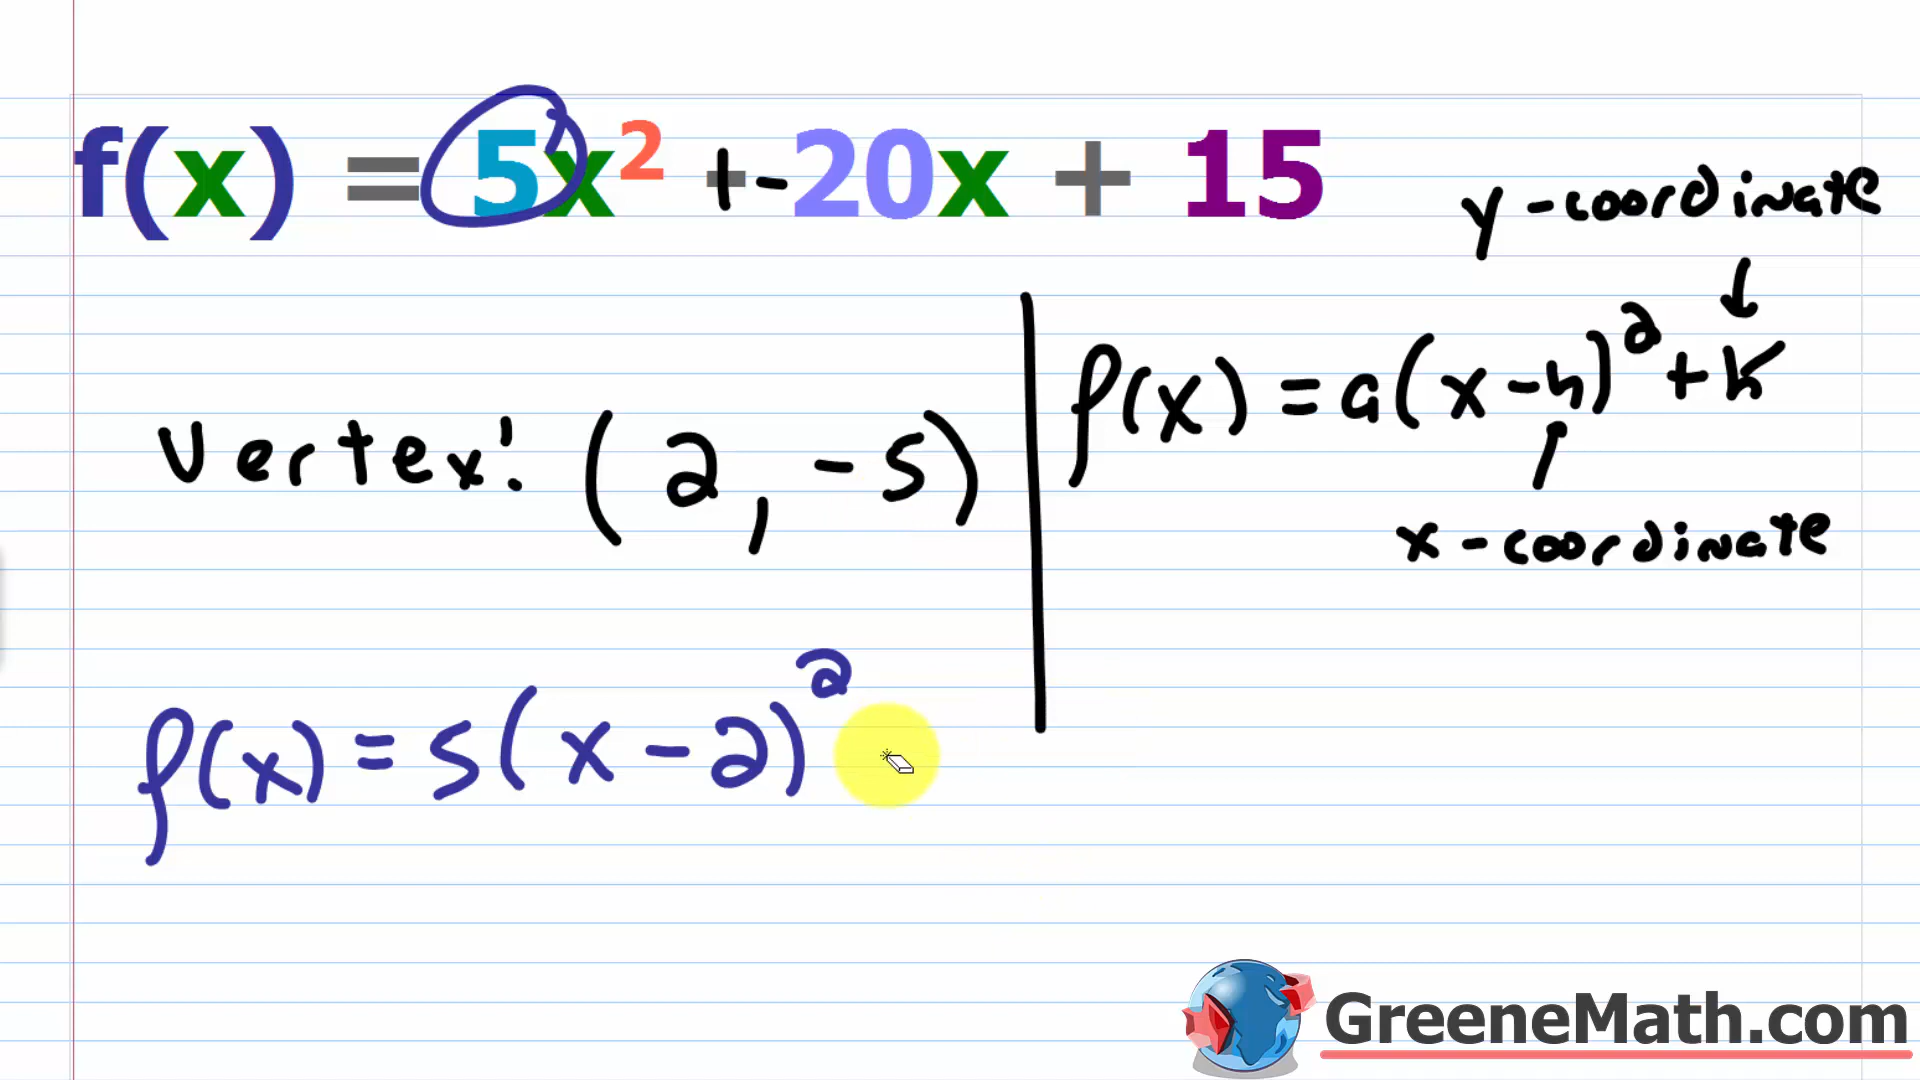 f(x) = 5x² + -20x + 15
y-coordinate
f(x) = a(x-h)² + k
Vertex: (2, -5)
x-coordinate
f(x) = 5(x-2)²
GreeneMath.com